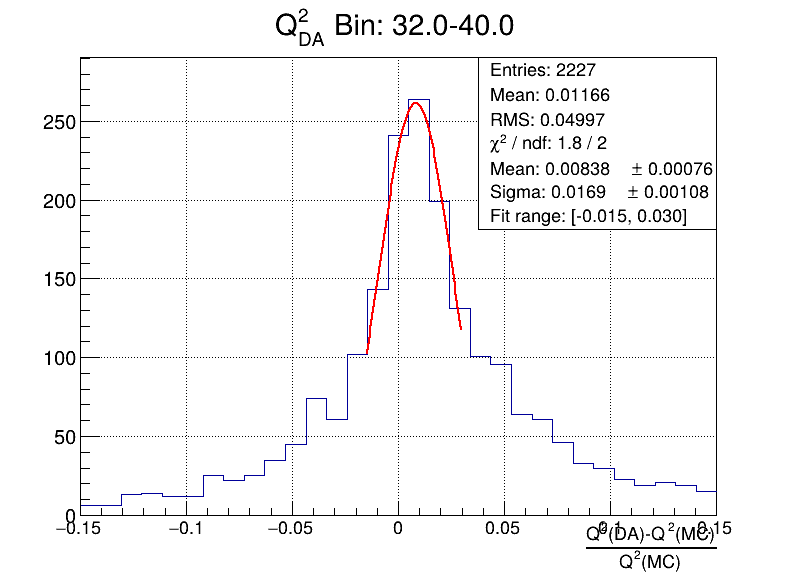 Q²_DA Bin: 32.0-40.0
Entries: 2227
Mean: 0.01166
RMS: 0.04997
χ² / ndf: 1.8 / 2
Mean: 0.00838 ± 0.00076
Sigma: 0.0169 ± 0.00108
Fit range: [-0.015, 0.030]
250
200
150
100
50
0
−0.15 −0.1 −0.05 0 0.05 0.1 0.15
Q²(DA)-Q²(MC)
Q²(MC)